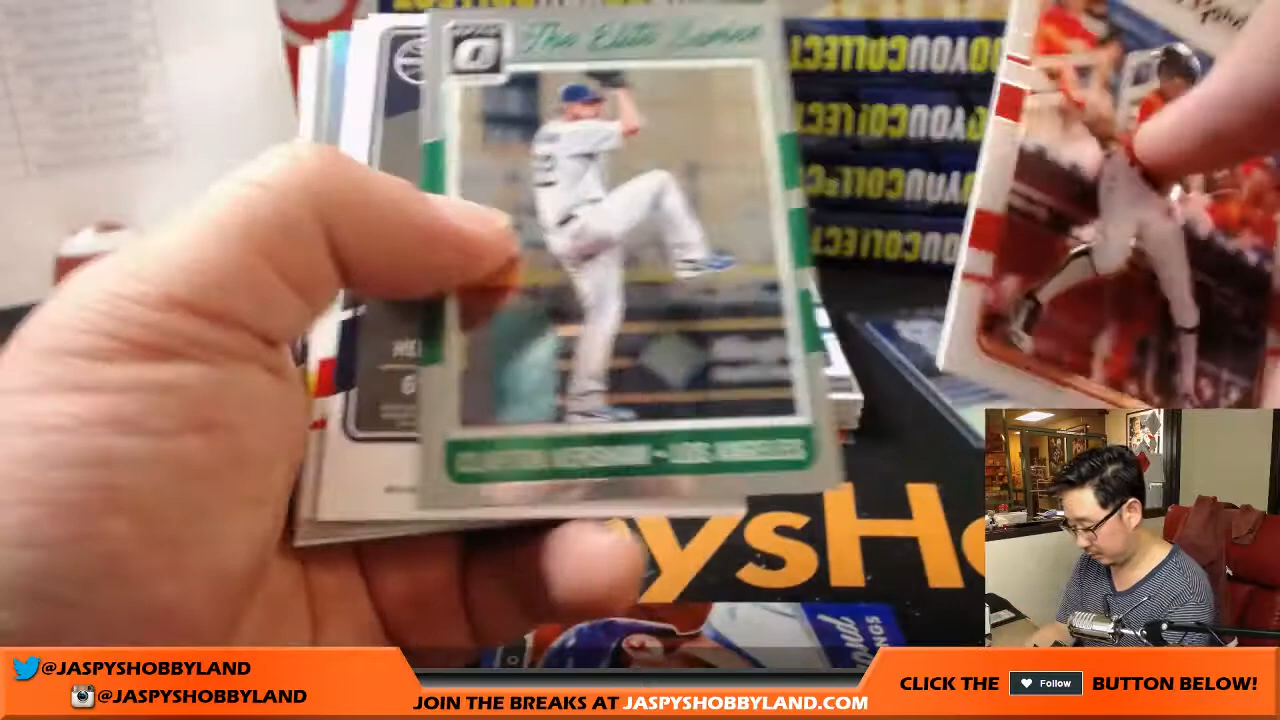 The Elite Series
CLAYTON KERSHAW - LOS ANGELES
YOUCOLLECT
YOUCOLLECT
YOUCOLLECT
YOUCOLLECT
ysH
@JASPYSHOBBYLAND
@JASPYSHOBBYLAND
JOIN THE BREAKS AT JASPYSHOBBYLAND.COM
CLICK THE Follow BUTTON BELOW!